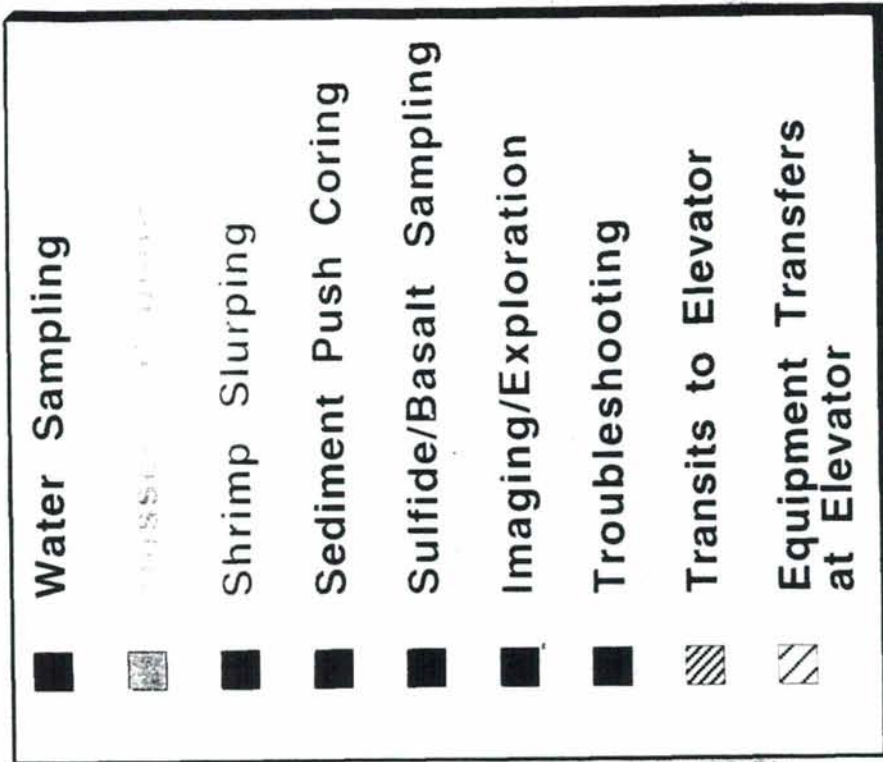 Water Sampling
Shrimp Slurping
Sediment Push Coring
Sulfide/Basalt Sampling
Imaging/Exploration
Troubleshooting
Transits to Elevator
Equipment Transfers
at Elevator